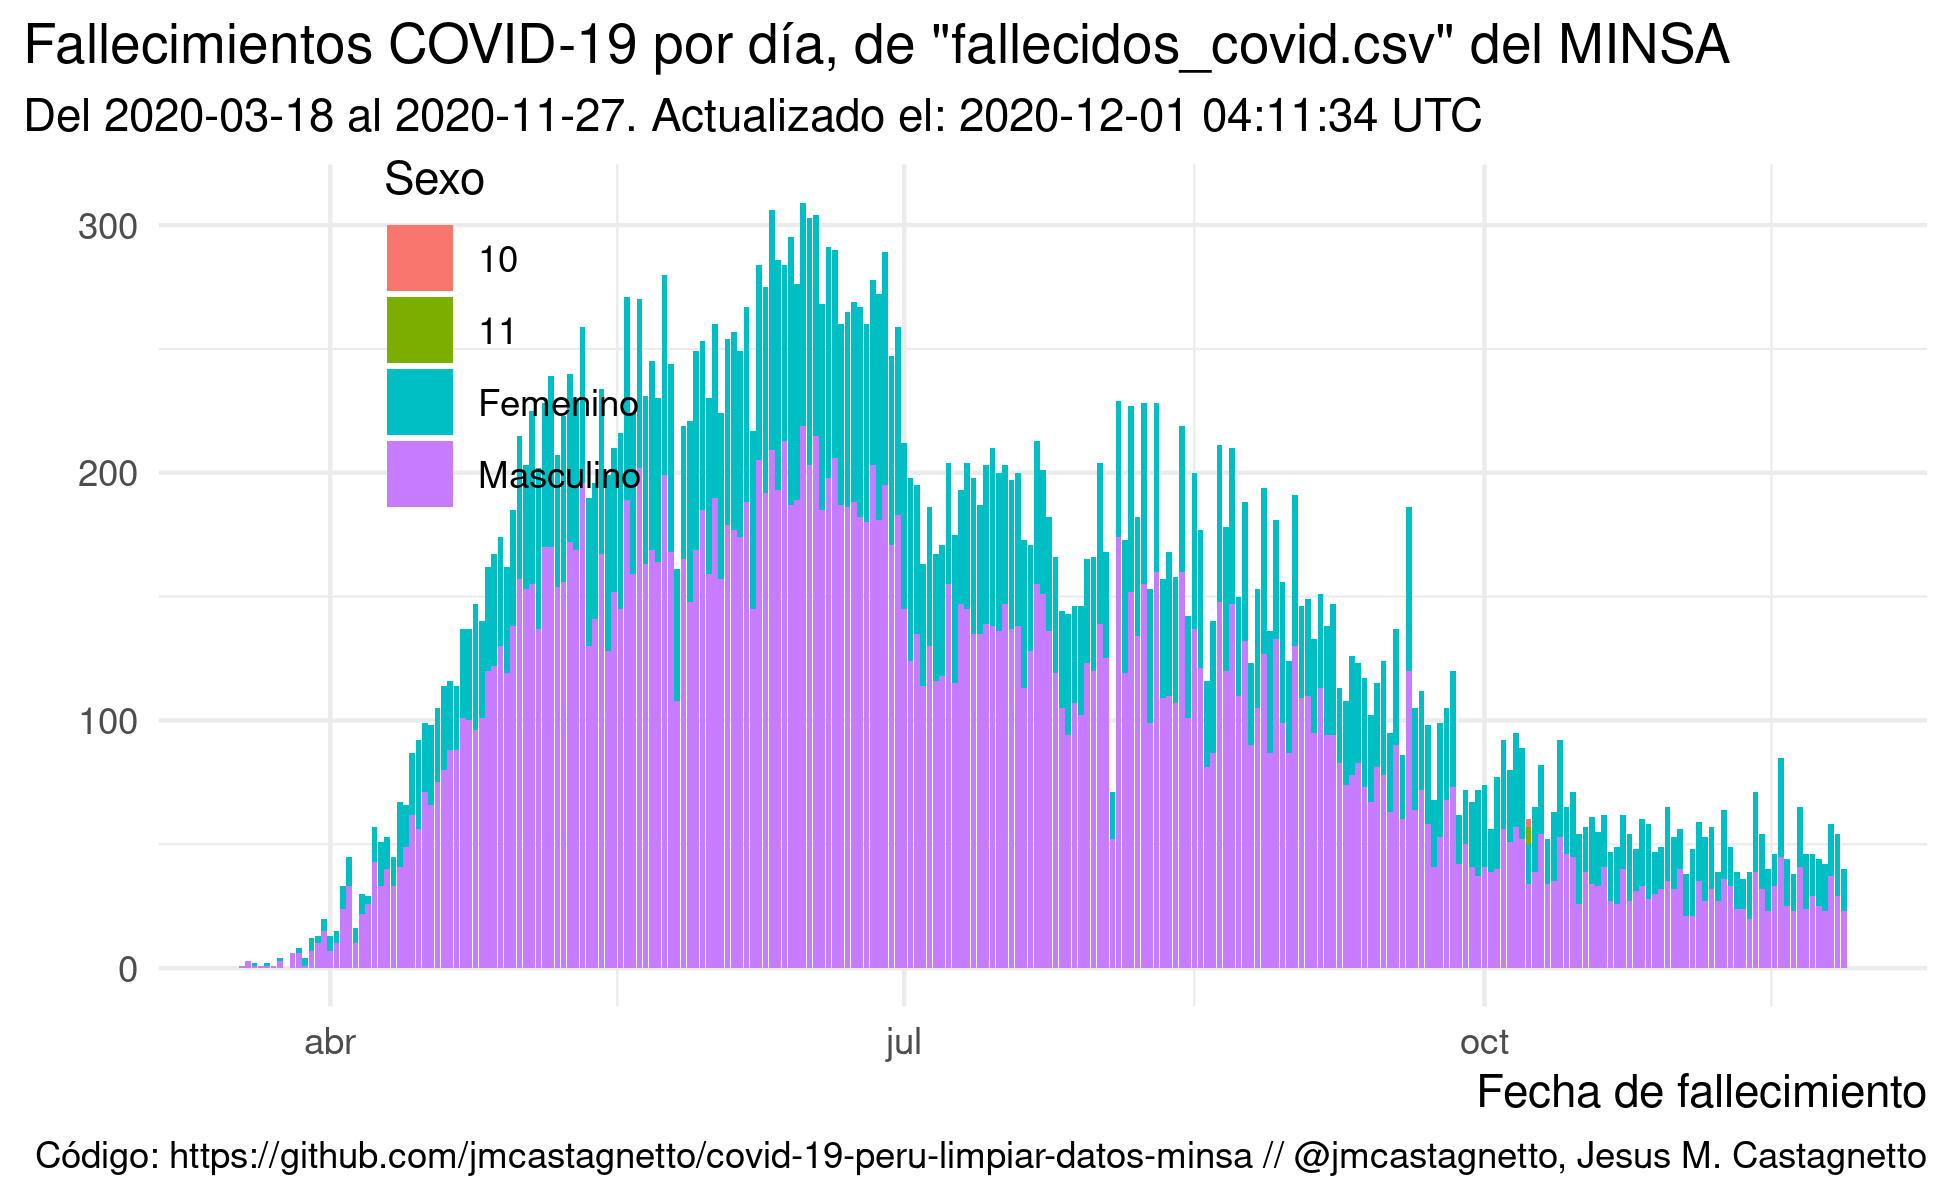 Fallecimientos COVID-19 por día, de "fallecidos_covid.csv" del MINSA
Del 2020-03-18 al 2020-11-27. Actualizado el: 2020-12-01 04:11:34 UTC
Sexo
10
11
Femenino
Masculino
300
200
100
0
abr jul oct
Fecha de fallecimiento
Código: https://github.com/jmcastagnetto/covid-19-peru-limpiar-datos-minsa // @jmcastagnetto, Jesus M. Castagnetto